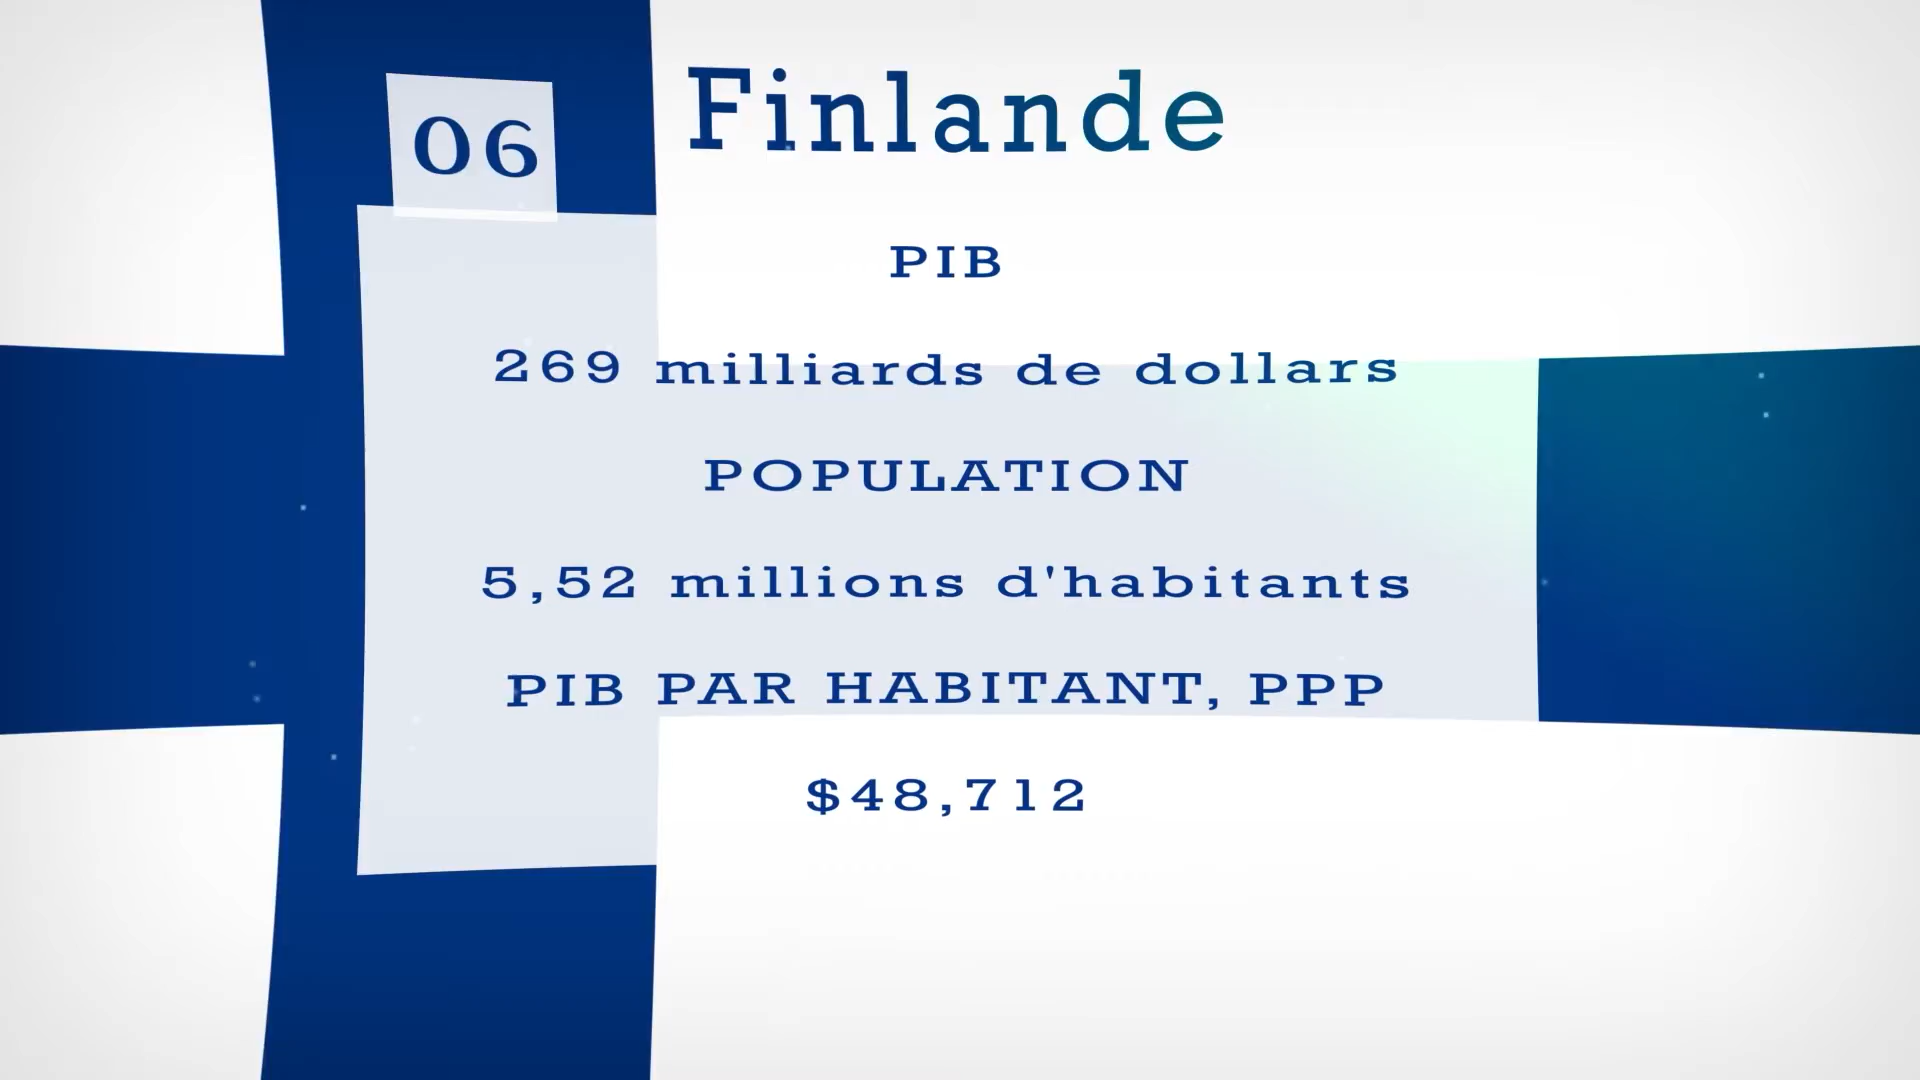 06
Finlande
PIB
269 milliards de dollars
POPULATION
5,52 millions d'habitants
PIB PAR HABITANT, PPP
$48,712